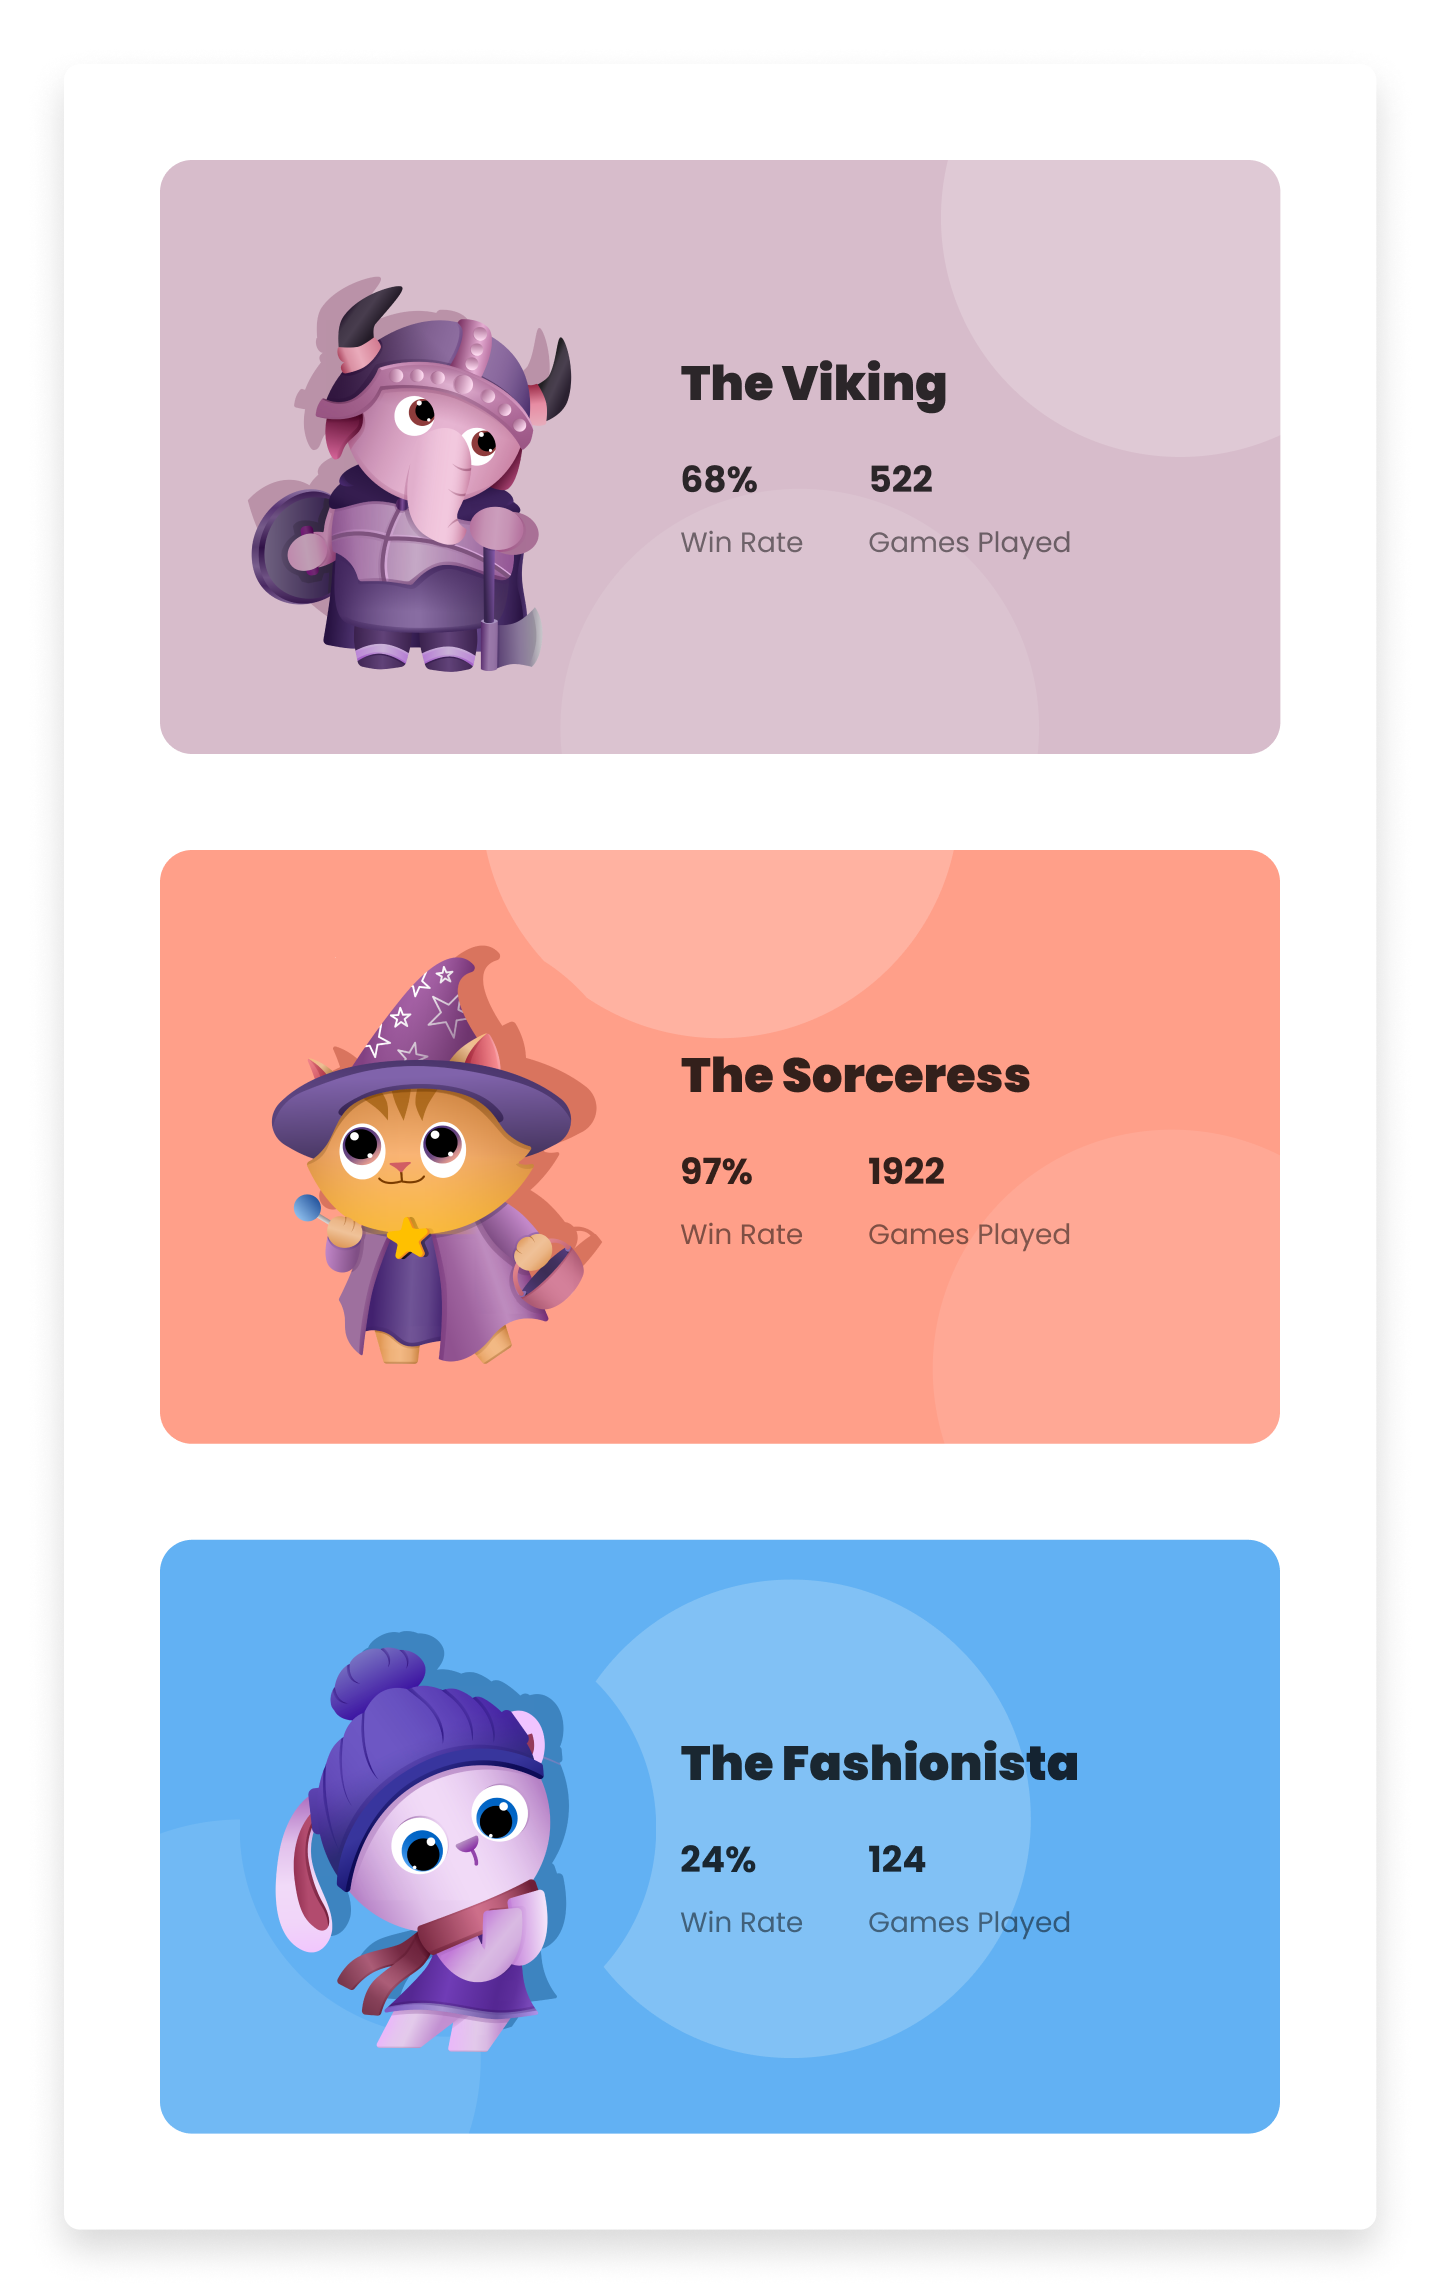 The Viking
68% 522
Win Rate Games Played
The Sorceress
97% 1922
Win Rate Games Played
The Fashionista
24% 124
Win Rate Games Played